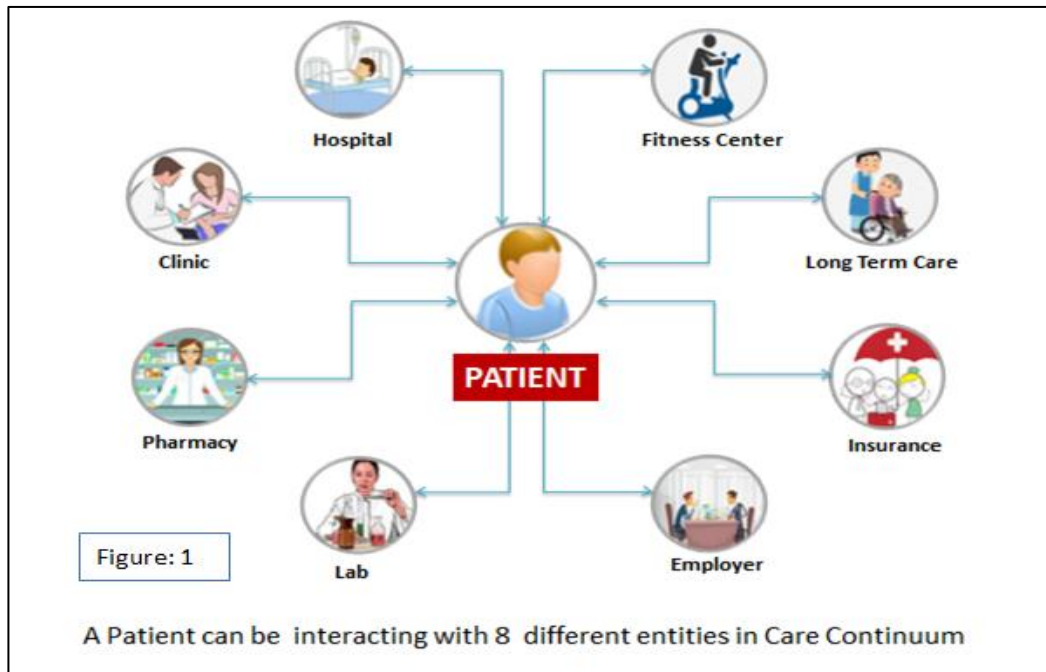 Hospital
Fitness Center
Clinic
Long Term Care
PATIENT
Pharmacy
Insurance
Lab
Employer
Figure: 1
A Patient can be interacting with 8 different entities in Care Continuum